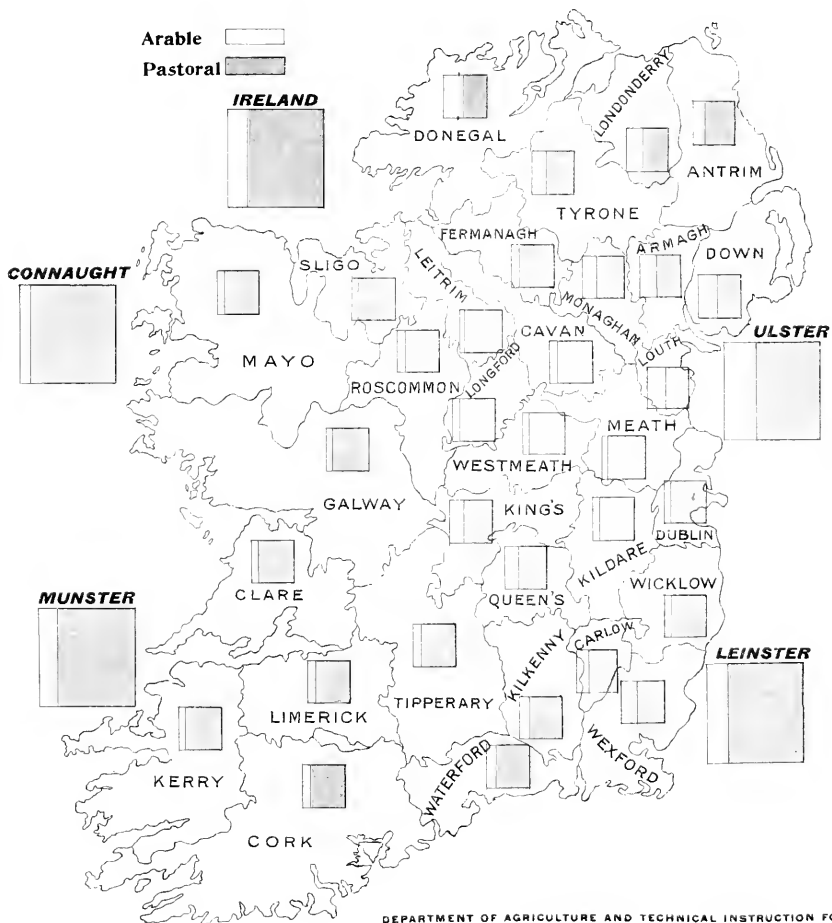 Arable
Pastoral
IRELAND
DONEGAL
LONDONDERRY
ANTRIM
TYRONE
FERMANAGH
ARMAGH
DOWN
CONNAUGHT
SLIGO
LEITRIM
MONAGHAM
CAVAN
ULSTER
MAYO
LOUTH
ROSCOMMON
LONGFORD
MEATH
WESTMEATH
GALWAY
KING'S
DUBLIN
KILDARE
MUNSTER
CLARE
QUEEN'S
WICKLOW
CARLOW
LEINSTER
KILKENNY
LIMERICK
TIPPERARY
WEXFORD
WATERFORD
KERRY
CORK
DEPARTMENT OF AGRICULTURE AND TECHNICAL INSTRUCTION FO